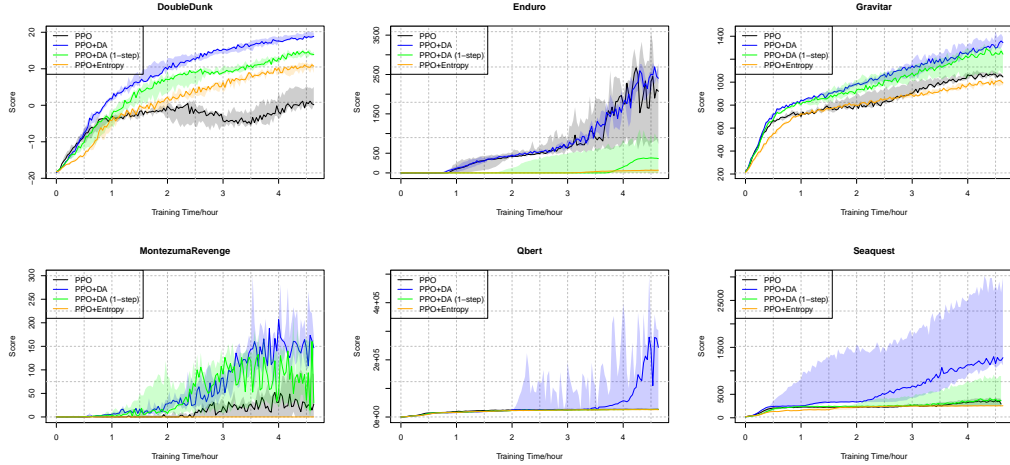 DoubleDunk
Score
20
10
0
−10
−20
PPO
PPO+DA
PPO+DA (1−step)
PPO+Entropy
0 1 2 3 4
Training Time/hour
Enduro
Score
3500
2500
1500
500
0
PPO
PPO+DA
PPO+DA (1−step)
PPO+Entropy
0 1 2 3 4
Training Time/hour
Gravitar
Score
1400
1000
800
600
400
200
PPO
PPO+DA
PPO+DA (1−step)
PPO+Entropy
0 1 2 3 4
Training Time/hour
MontezumaRevenge
Score
300
250
200
150
100
50
0
PPO
PPO+DA
PPO+DA (1−step)
PPO+Entropy
0 1 2 3 4
Training Time/hour
Qbert
Score
4e+05
2e+05
0e+00
PPO
PPO+DA
PPO+DA (1−step)
PPO+Entropy
0 1 2 3 4
Training Time/hour
Seaquest
Score
25000
15000
5000
0
PPO
PPO+DA
PPO+DA (1−step)
PPO+Entropy
0 1 2 3 4
Training Time/hour